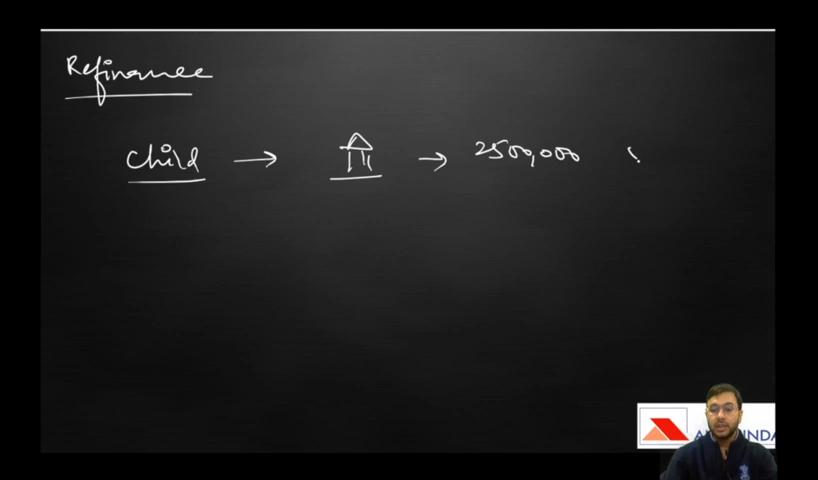 Refinance
child → → 2500,000